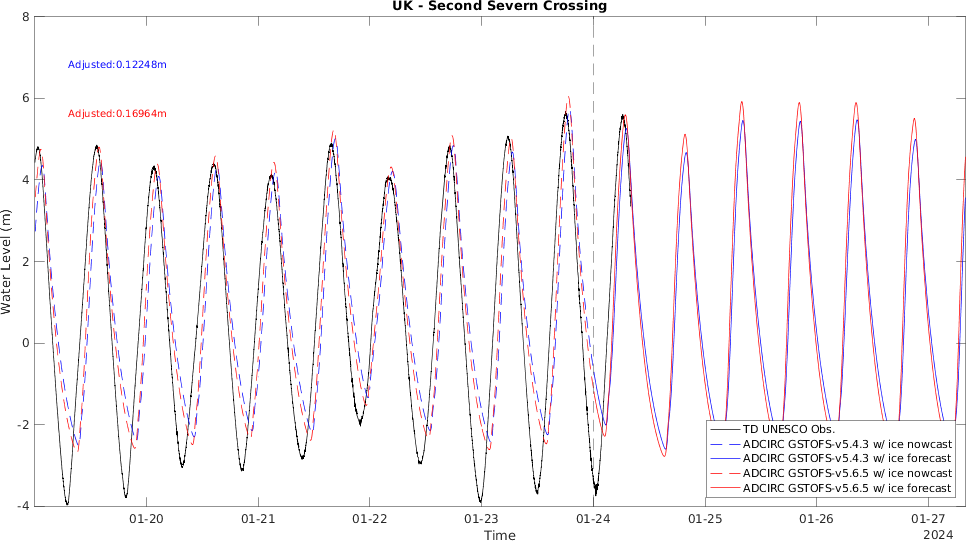 UK - Second Severn Crossing
8
6
4
2
0
-2
-4
Water Level (m)
Adjusted:0.12248m
Adjusted:0.16964m
TD UNESCO Obs.
ADCIRC GSTOFS-v5.4.3 w/ ice nowcast
ADCIRC GSTOFS-v5.4.3 w/ ice forecast
ADCIRC GSTOFS-v5.6.5 w/ ice nowcast
ADCIRC GSTOFS-v5.6.5 w/ ice forecast
01-20 01-21 01-22 01-23 01-24 01-25 01-26 01-27
Time
2024